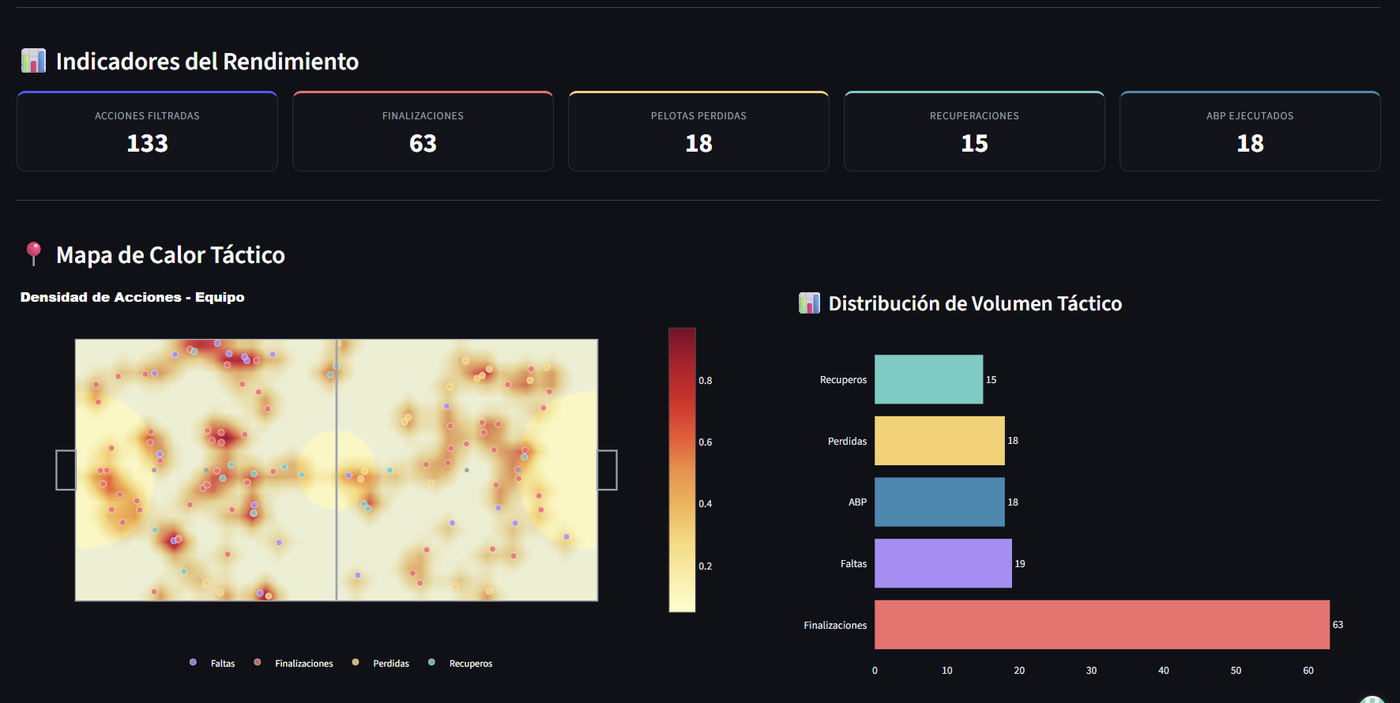 Indicadores del Rendimiento
ACCIONES FILTRADAS
133
FINALIZACIONES
63
PELOTAS PERDIDAS
18
RECUPERACIONES
15
ABP EJECUTADOS
18
Mapa de Calor Táctico
Densidad de Acciones - Equipo
0.8
0.6
0.4
0.2
Faltas
Finalizaciones
Perdidas
Recuperos
Distribución de Volumen Táctico
Recuperos
15
Perdidas
18
ABP
18
Faltas
19
Finalizaciones
63
0 10 20 30 40 50 60